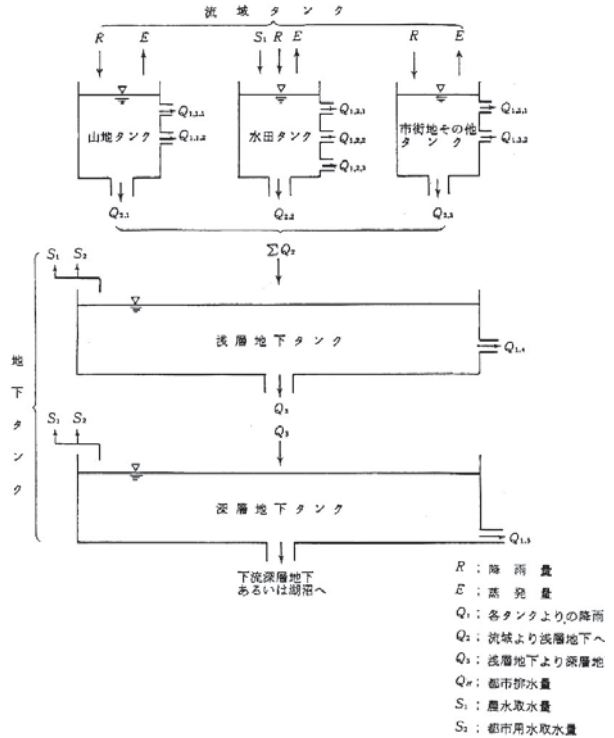 流域タンク
R E S₁ R E R E
山地タンク Q₁,₁,₁
Q₁,₁,₂
水田タンク Q₁,₂,₁
Q₁,₂,₂
Q₁,₂,₃
市街地その他
タンク
Q₁,₃,₂
Q₂,₁ Q₂,₂ Q₂,₃
ΣQ₂
地下タンク
S₁ S₂
浅層地下タンク
Q₁,₄
Q₃
Q₃
S₁ S₂
深層地下タンク
Q₁,₅
下流深層地下
あるいは湖沼へ
R ; 降雨量
E ; 蒸発量
Q₁ ; 各タンクよりの降雨
Q₂ ; 流域より浅層地下へ
Q₃ ; 浅層地下より深層地
; 都市排水量
S₁ ; 農水取水量
S₂ ; 都市用水取水量